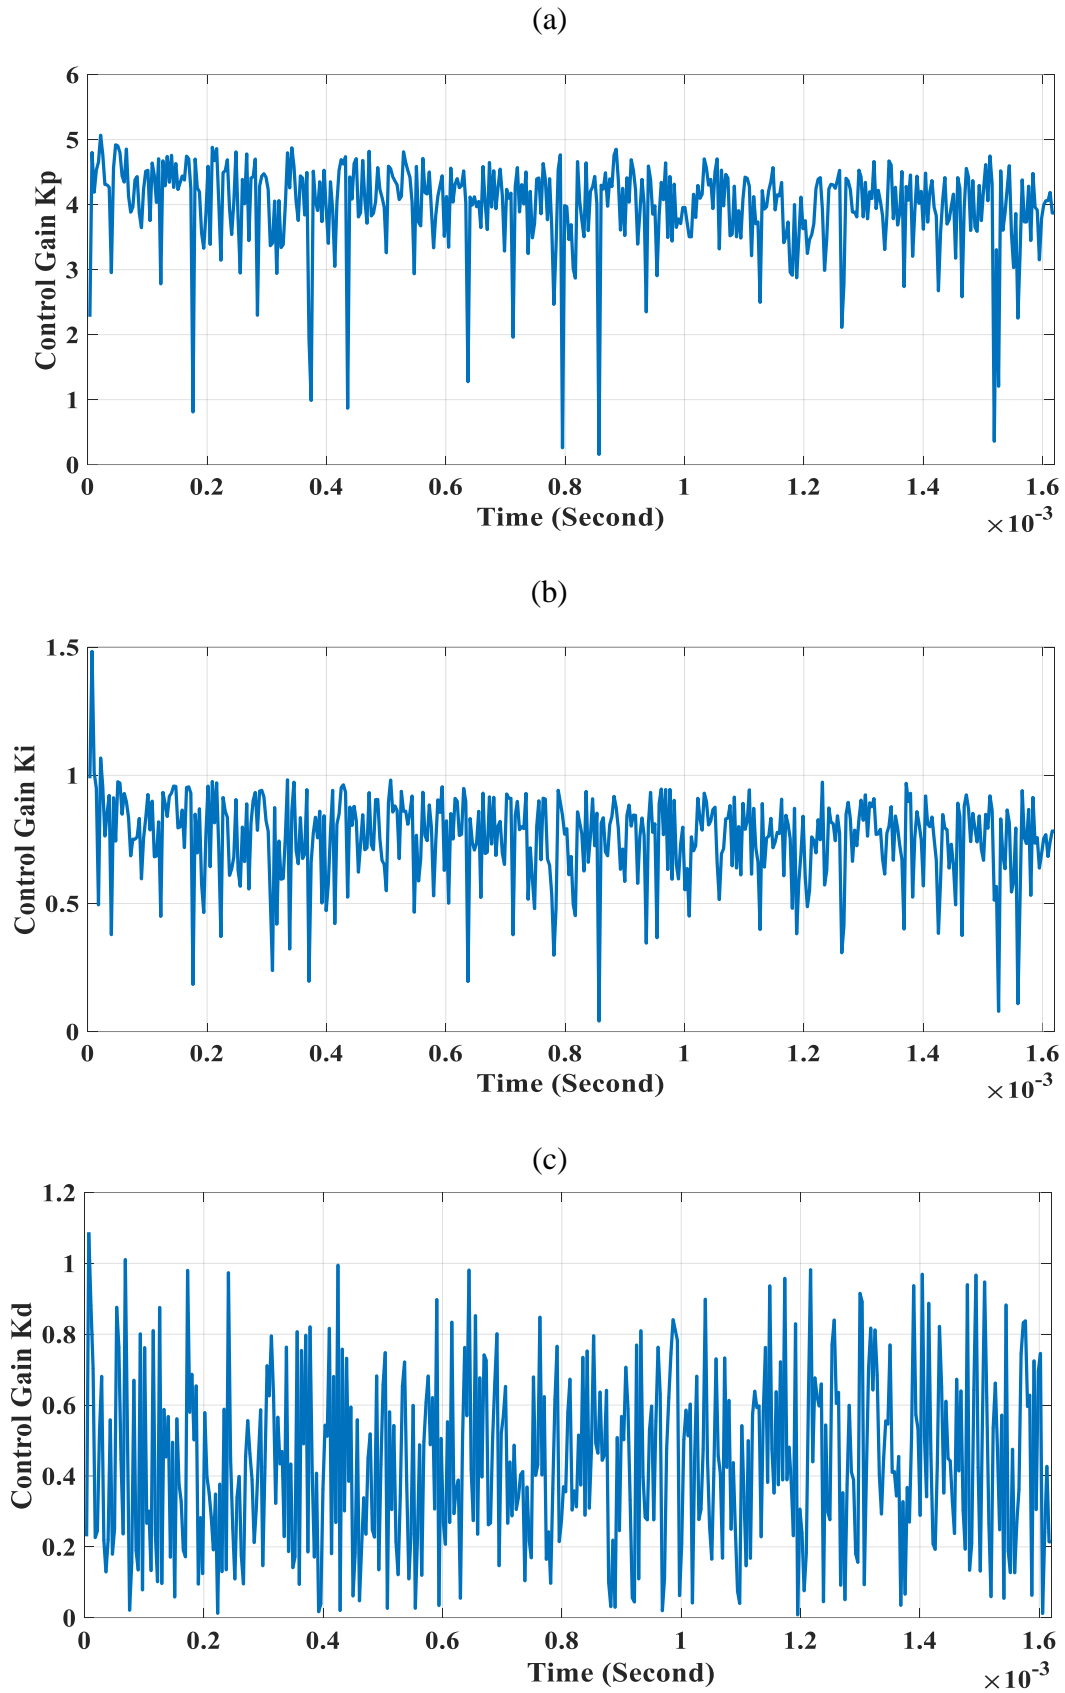 (a)
Control Gain Kp
6
5
4
3
2
1
0
0 0.2 0.4 0.6 0.8 1 1.2 1.4 1.6
Time (Second)
×10-3
(b)
Control Gain Ki
1.5
1
0.5
0
0 0.2 0.4 0.6 0.8 1 1.2 1.4 1.6
Time (Second)
×10-3
(c)
Control Gain Kd
1.2
1
0.8
0.6
0.4
0.2
0
0 0.2 0.4 0.6 0.8 1 1.2 1.4 1.6
Time (Second)
×10-3